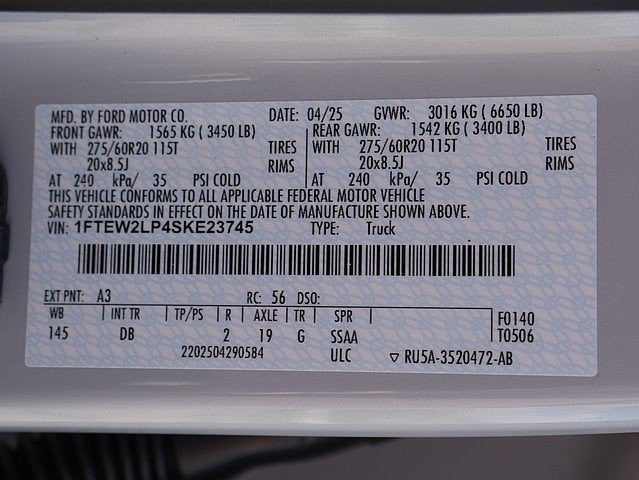 MFD. BY FORD MOTOR CO. DATE: 04/25 GVWR: 3016 KG ( 6650 LB)
FRONT GAWR: 1565 KG ( 3450 LB) REAR GAWR: 1542 KG ( 3400 LB)
WITH 275/60R20 115T TIRES WITH 275/60R20 115T TIRES
20x8.5J RIMS 20x8.5J RIMS
AT 240 kPa/ 35 PSI COLD AT 240 kPa/ 35 PSI COLD
THIS VEHICLE CONFORMS TO ALL APPLICABLE FEDERAL MOTOR VEHICLE
SAFETY STANDARDS IN EFFECT ON THE DATE OF MANUFACTURE SHOWN ABOVE.
VIN: 1FTEW2LP4SKE23745 TYPE: Truck
EXT PNT: A3 RC: 56 DSO:
WB INT TR TP/PS R AXLE TR SPR F0140
145 DB 2 19 G SSAA T0506
2202504290584 ULC ▽ RU5A-3520472-AB